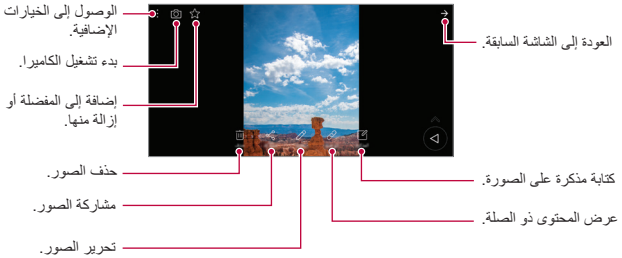 الوصول إلى الخيارات
الإضافية.
العودة إلى الشاشة السابقة.
بدء تشغيل الكاميرا.
إضافة إلى المفضلة أو
إزالة منها.
حذف الصور.
كتابة مذكرة على الصورة.
مشاركة الصور.
عرض المحتوى ذو الصلة.
تحرير الصور.